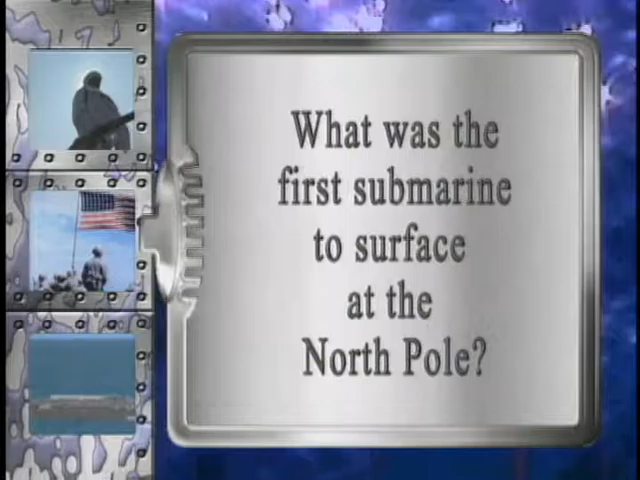 What was the
first submarine
to surface
at the
North Pole?